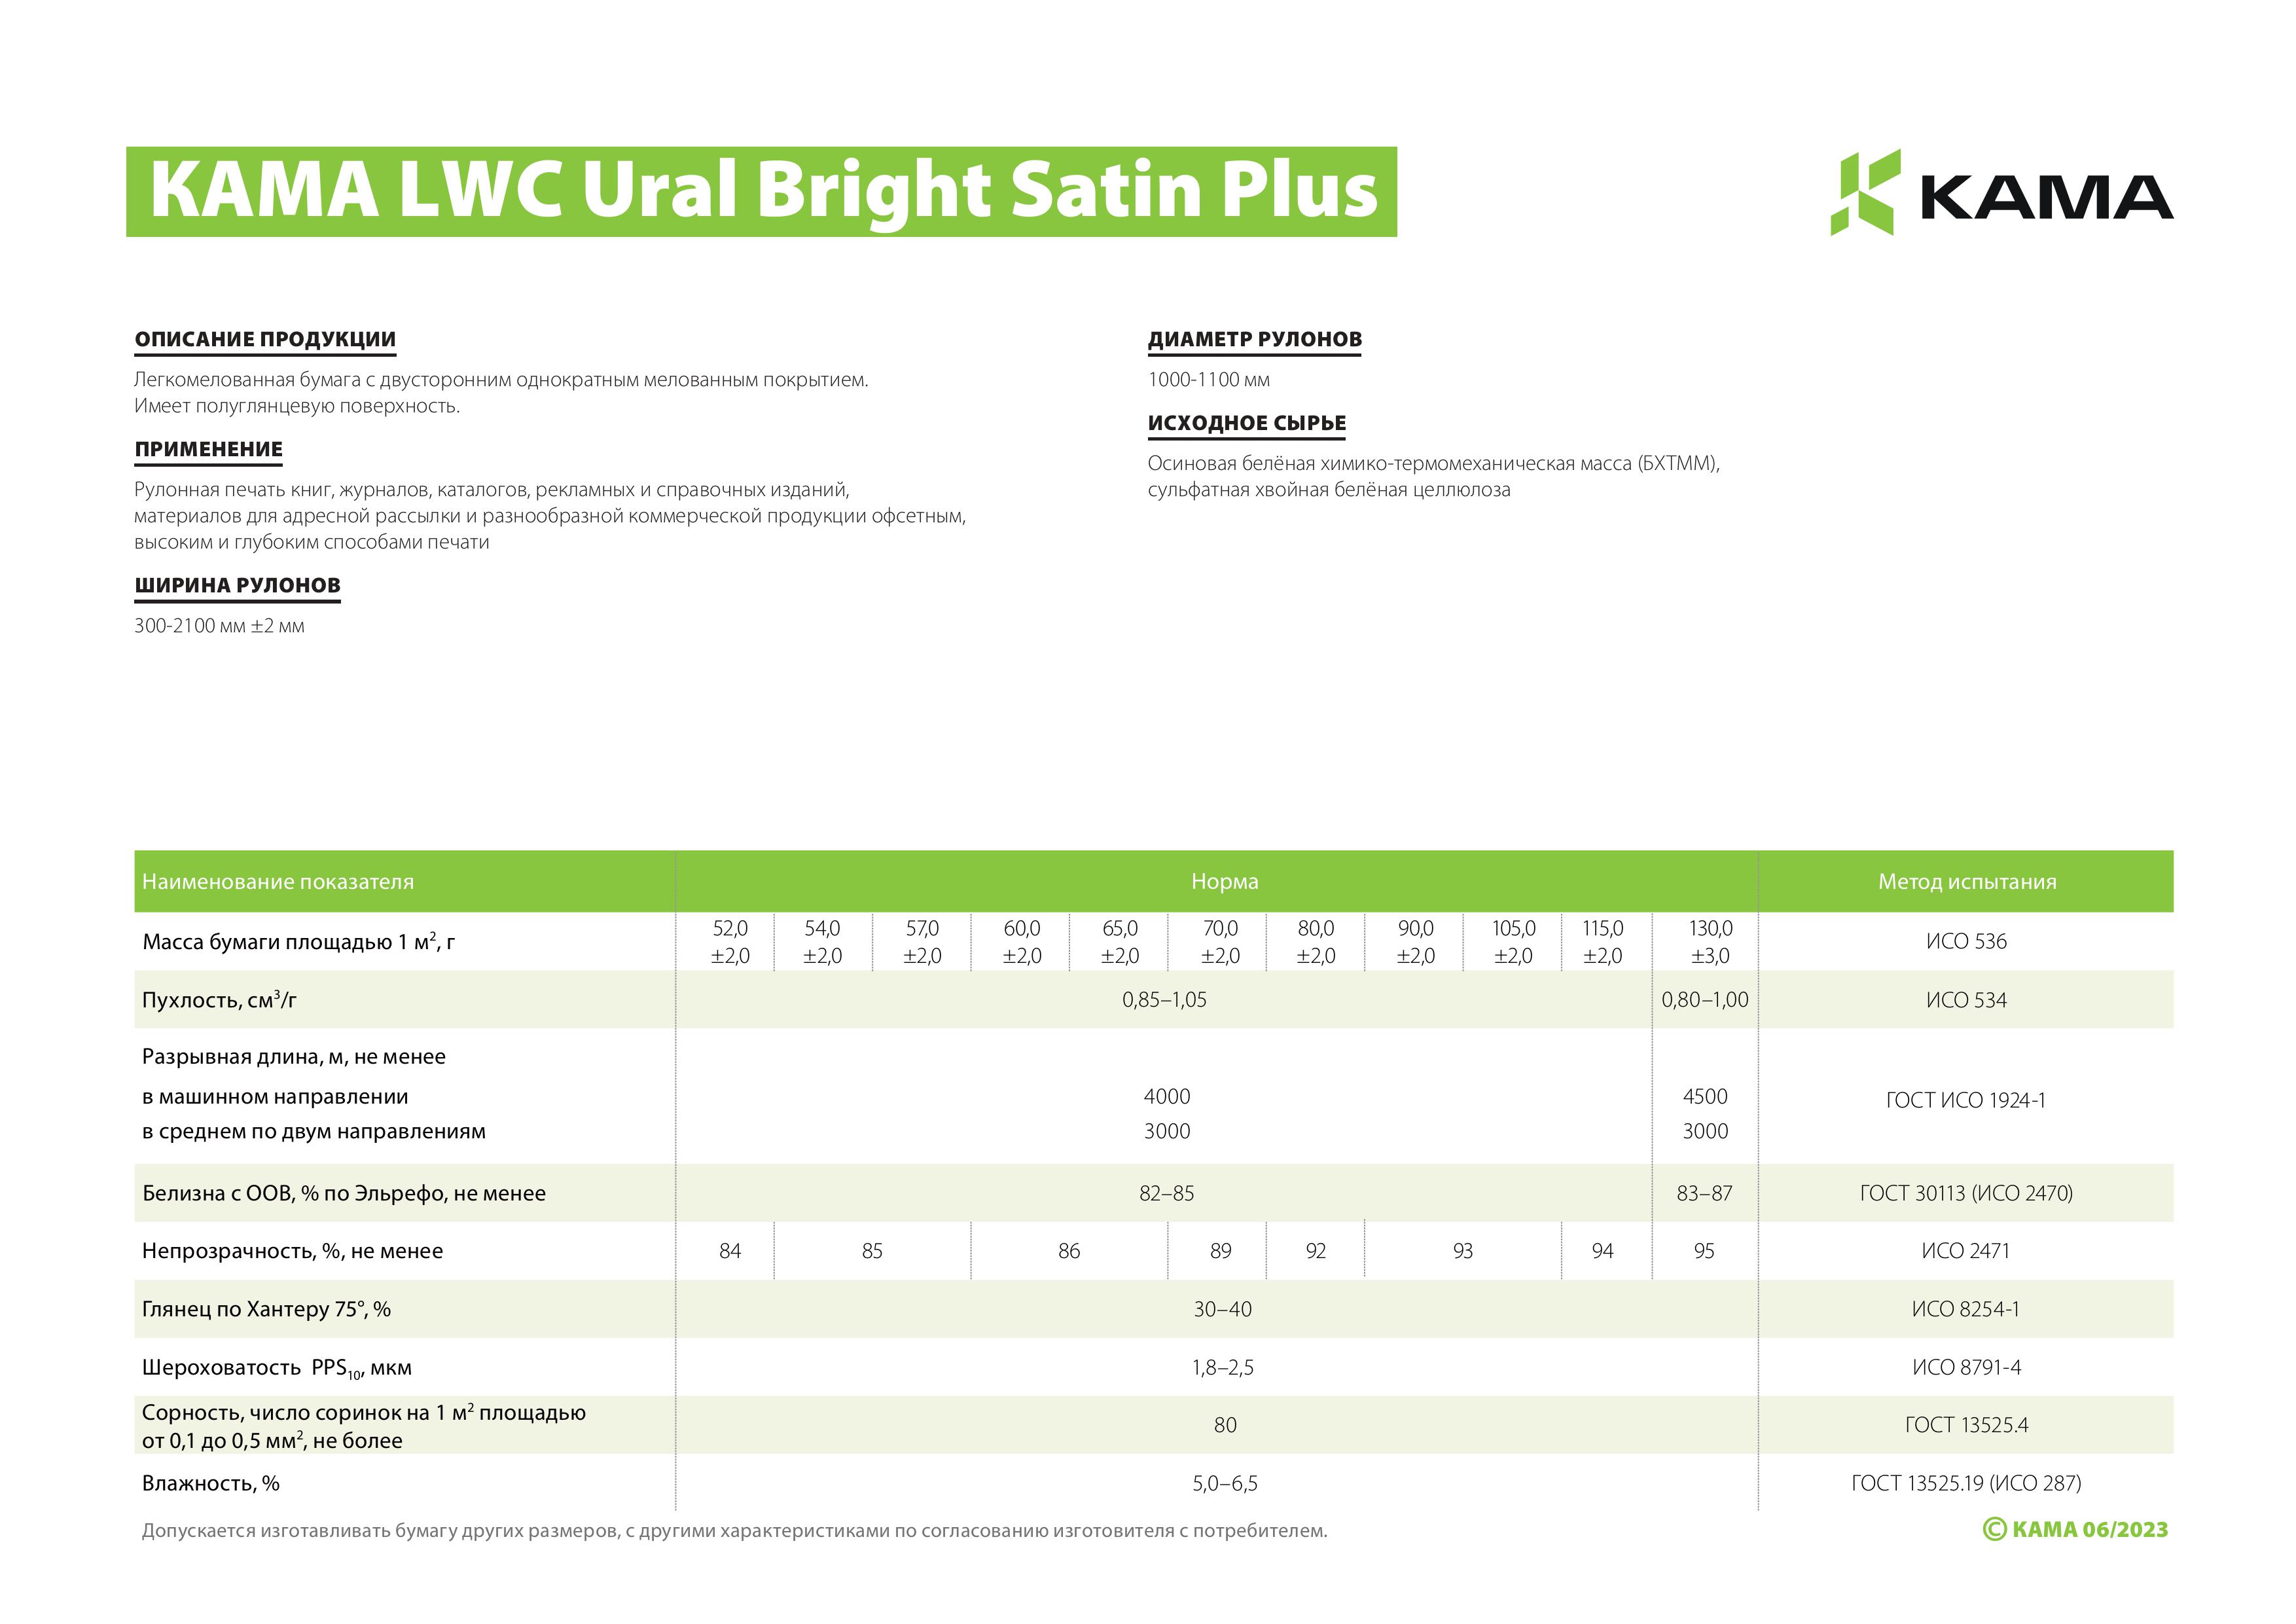 KAMA LWC Ural Bright Satin Plus
KAMA
ОПИСАНИЕ ПРОДУКЦИИ
Легкомелованная бумага с двусторонним однократным мелованным покрытием.
Имеет полуглянцевую поверхность.
ПРИМЕНЕНИЕ
Рулонная печать книг, журналов, каталогов, рекламных и справочных изданий,
материалов для адресной рассылки и разнообразной коммерческой продукции офсетным,
высоким и глубоким способами печати
ШИРИНА РУЛОНОВ
300-2100 мм ±2 мм
ДИАМЕТР РУЛОНОВ
1000-1100 мм
ИСХОДНОЕ СЫРЬЕ
Осиновая белёная химико-термомеханическая масса (БХТММ),
сульфатная хвойная белёная целлюлоза
Наименование показателя Норма Метод испытания
Масса бумаги площадью 1 м², г 52,0 54,0 57,0 60,0 65,0 70,0 80,0 90,0 105,0 115,0 130,0 ИСО 536
±2,0 ±2,0 ±2,0 ±2,0 ±2,0 ±2,0 ±2,0 ±2,0 ±2,0 ±2,0 ±3,0
Пухлость, см³/г 0,85–1,05 0,80–1,00 ИСО 534
Разрывная длина, м, не менее
в машинном направлении 4000 4500 ГОСТ ИСО 1924-1
в среднем по двум направлениям 3000 3000
Белизна с ООВ, % по Эльрефо, не менее 82–85 83–87 ГОСТ 30113 (ИСО 2470)
Непрозрачность, %, не менее 84 85 86 89 92 93 94 95 ИСО 2471
Глянец по Хантеру 75°, % 30–40 ИСО 8254-1
Шероховатость PPS₁₀, мкм 1,8–2,5 ИСО 8791-4
Сорность, число соринок на 1 м² площадью
от 0,1 до 0,5 мм², не более 80 ГОСТ 13525.4
Влажность, % 5,0–6,5 ГОСТ 13525.19 (ИСО 287)
Допускается изготавливать бумагу других размеров, с другими характеристиками по согласованию изготовителя с потребителем.
© КАМА 06/2023